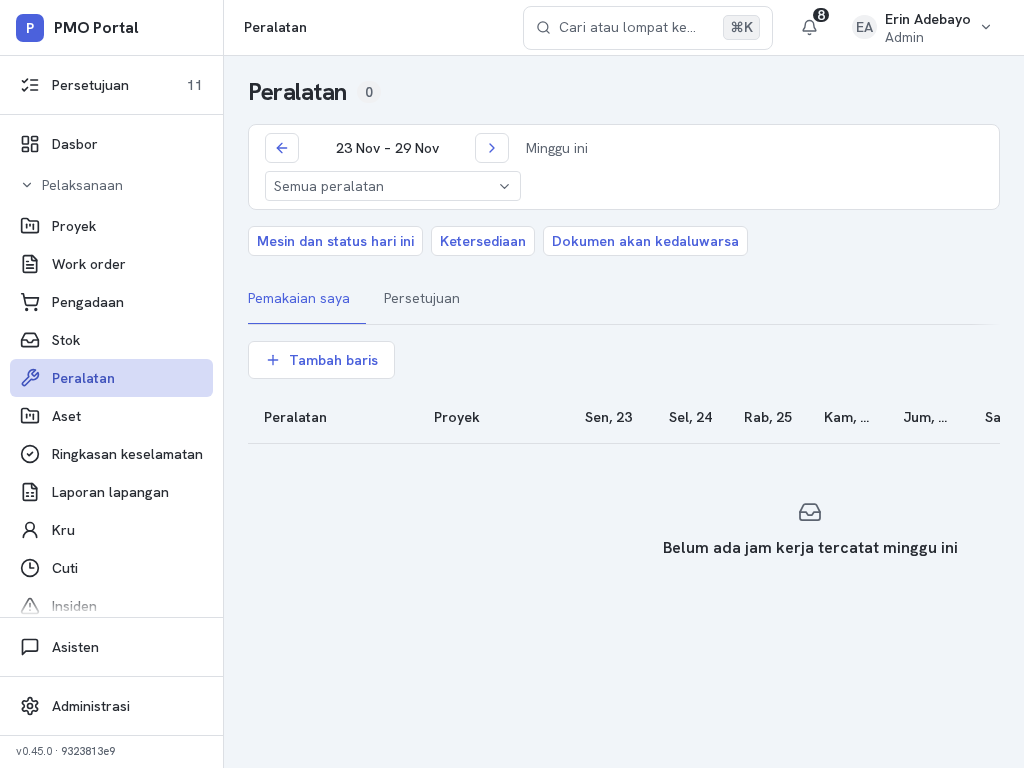 P PMO Portal
Peralatan
Cari atau lompat ke...
⌘K
8
EA
Erin Adebayo
Admin
Persetujuan 11
Dasbor
Pelaksanaan
Proyek
Work order
Pengadaan
Stok
Peralatan
Aset
Ringkasan keselamatan
Laporan lapangan
Kru
Cuti
Insiden
Asisten
Administrasi
v0.45.0 · 9323813e9
Peralatan 0
23 Nov – 29 Nov
Minggu ini
Semua peralatan
Mesin dan status hari ini
Ketersediaan
Dokumen akan kedaluwarsa
Pemakaian saya
Persetujuan
Tambah baris
Peralatan Proyek Sen, 23 Sel, 24 Rab, 25 Kam, ... Jum, ... Sa
Belum ada jam kerja tercatat minggu ini